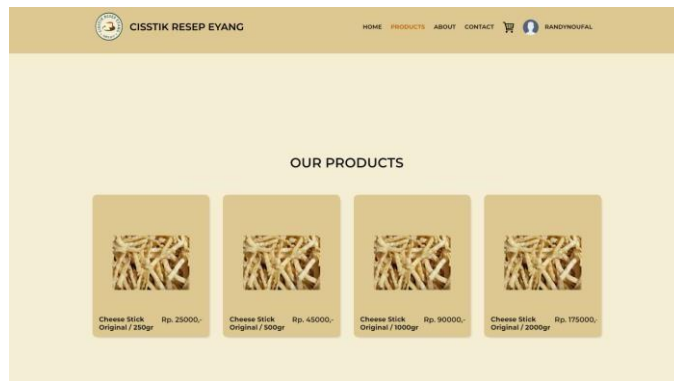 CISSTIK RESEP EYANG
HOME PRODUCTS ABOUT CONTACT RANDYNOUFAL
OUR PRODUCTS
Cheese Stick Rp. 25000,-
Original / 250gr
Cheese Stick Rp. 45000,-
Original / 500gr
Cheese Stick Rp. 90000,-
Original / 1000gr
Cheese Stick Rp. 175000,-
Original / 2000gr